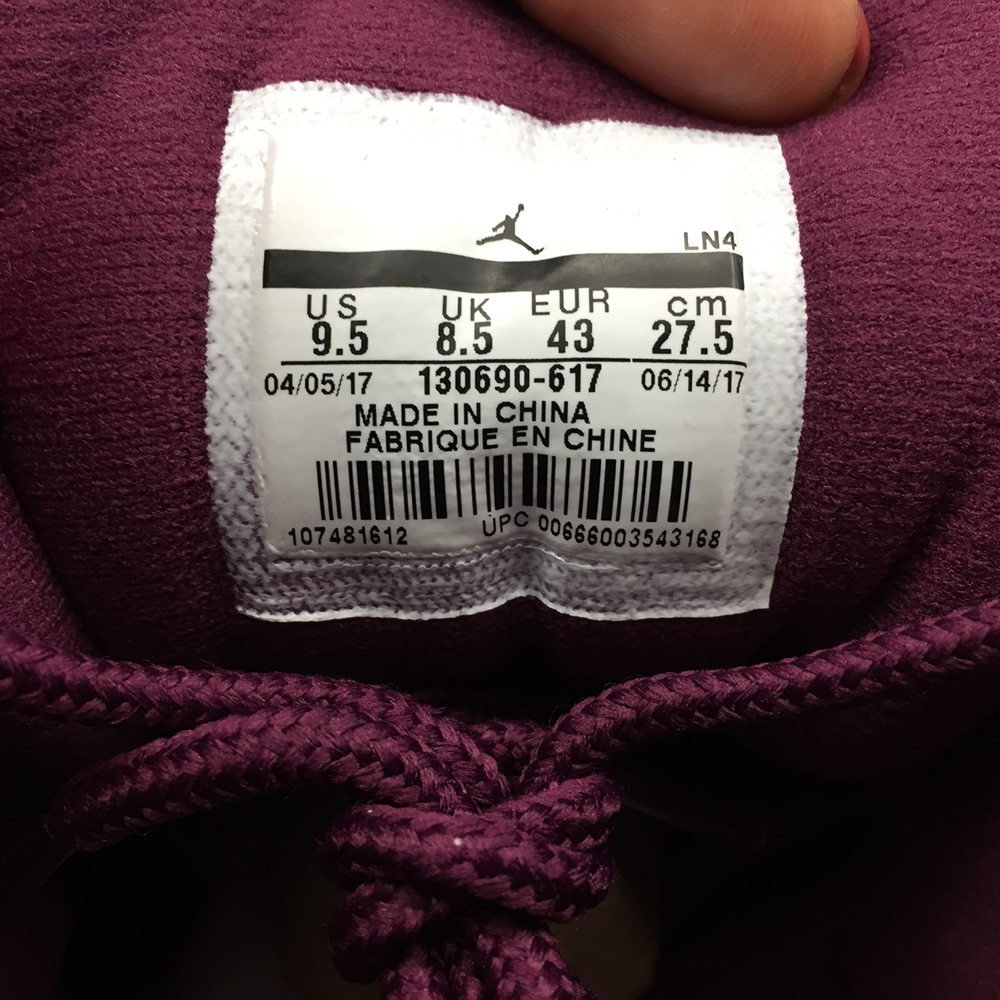 LN4
US UK EUR cm
9.5 8.5 43 27.5
04/05/17 130690-617 06/14/17
MADE IN CHINA
FABRIQUE EN CHINE
107481612 UPC 00666003543168